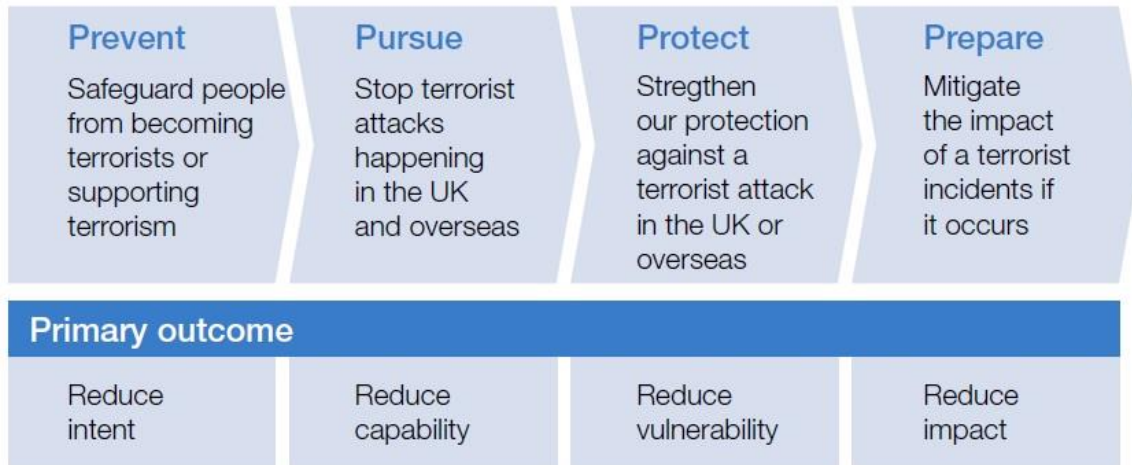 Prevent
Safeguard people
from becoming
terrorists or
supporting
terrorism
Pursue
Stop terrorist
attacks
happening
in the UK
and overseas
Protect
Stregthen
our protection
against a
terrorist attack
in the UK or
overseas
Prepare
Mitigate
the impact
of a terrorist
incidents if
it occurs
Primary outcome
Reduce
intent
Reduce
capability
Reduce
vulnerability
Reduce
impact